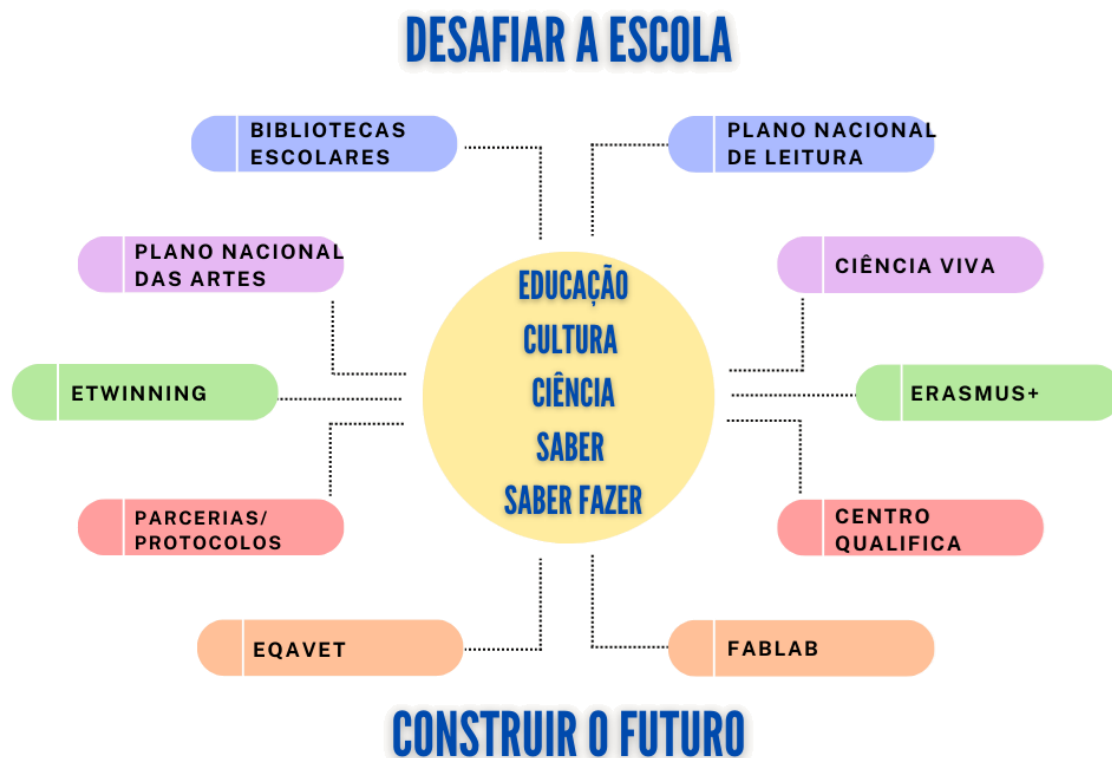 DESAFIAR A ESCOLA
BIBLIOTECAS
ESCOLARES
PLANO NACIONAL
DE LEITURA
PLANO NACIONAL
DAS ARTES
CIÊNCIA VIVA
EDUCAÇÃO
CULTURA
CIÊNCIA
SABER
SABER FAZER
ETWINNING
ERASMUS+
PARCERIAS/
PROTOCOLOS
CENTRO
QUALIFICA
EQAVET
FABLAB
CONSTRUIR O FUTURO